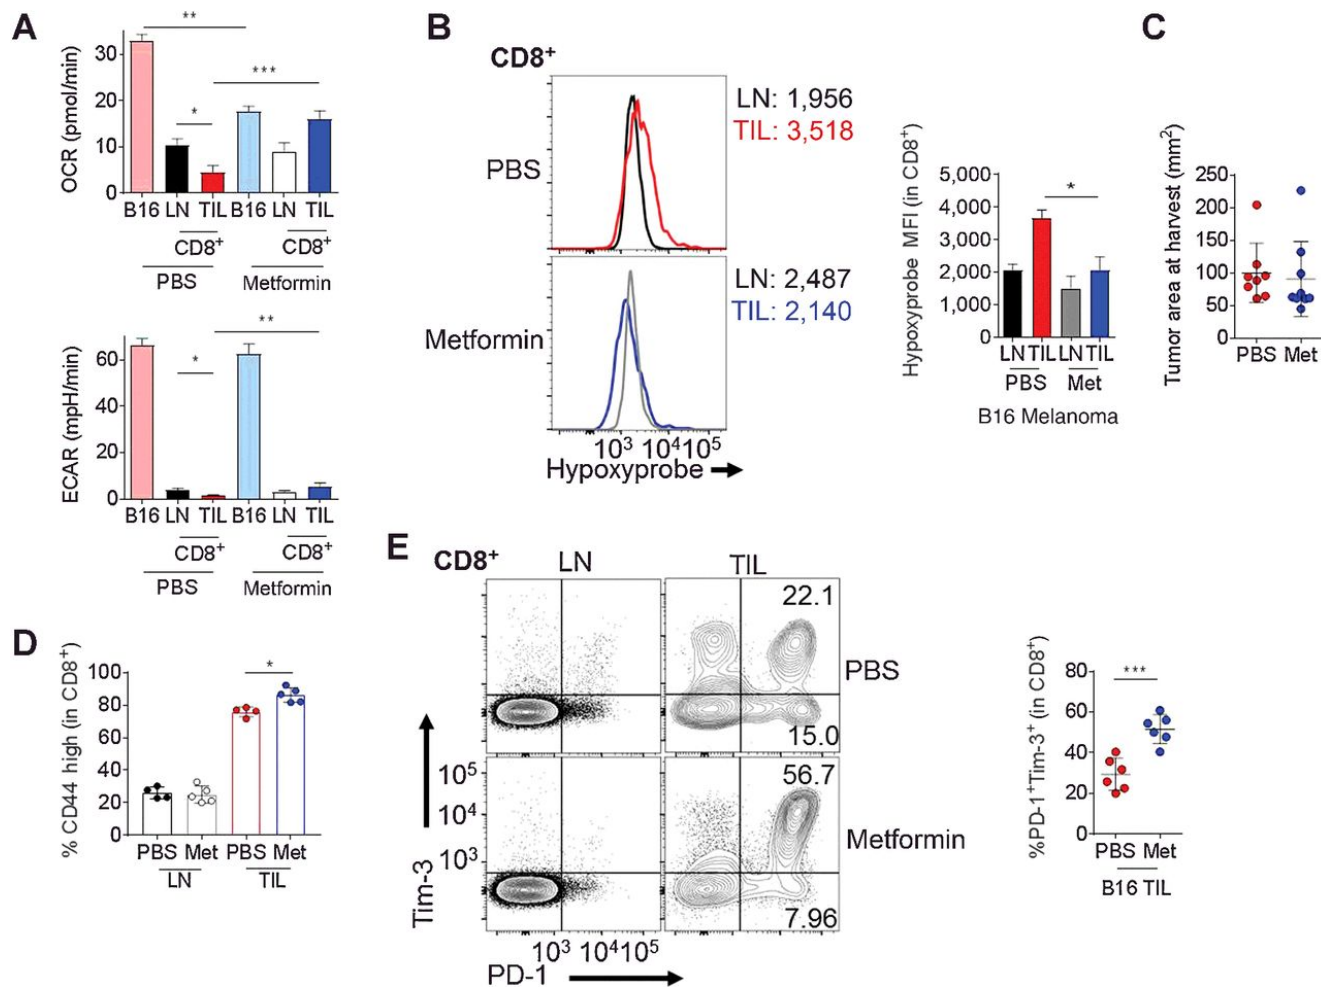 A
OCR (pmol/min)
30
20
10
0
**
***
*
B16 LN TIL B16 LN TIL
CD8+ CD8+
PBS Metformin
ECAR (mpH/min)
60
40
20
0
**
*
B16 LN TIL B16 LN TIL
CD8+ CD8+
PBS Metformin
B
CD8+
PBS
LN: 1,956
TIL: 3,518
Metformin
LN: 2,487
TIL: 2,140
10³ 10⁴ 10⁵
Hypoxyprobe
Hypoxyprobe MFI (in CD8+)
5,000
4,000
3,000
2,000
1,000
0
*
LN TIL LN TIL
PBS Met
B16 Melanoma
C
Tumor area at harvest (mm²)
250
200
150
100
50
0
PBS Met
D
% CD44 high (in CD8+)
100
80
60
40
20
0
*
PBS Met PBS Met
LN TIL
E
CD8+
LN TIL
22.1
PBS
15.0
56.7
Metformin
7.96
10⁵
10⁴
10³
Tim-3
10³ 10⁴ 10⁵
PD-1
%PD-1+Tim-3+ (in CD8+)
80
60
40
20
0
***
PBS Met
B16 TIL